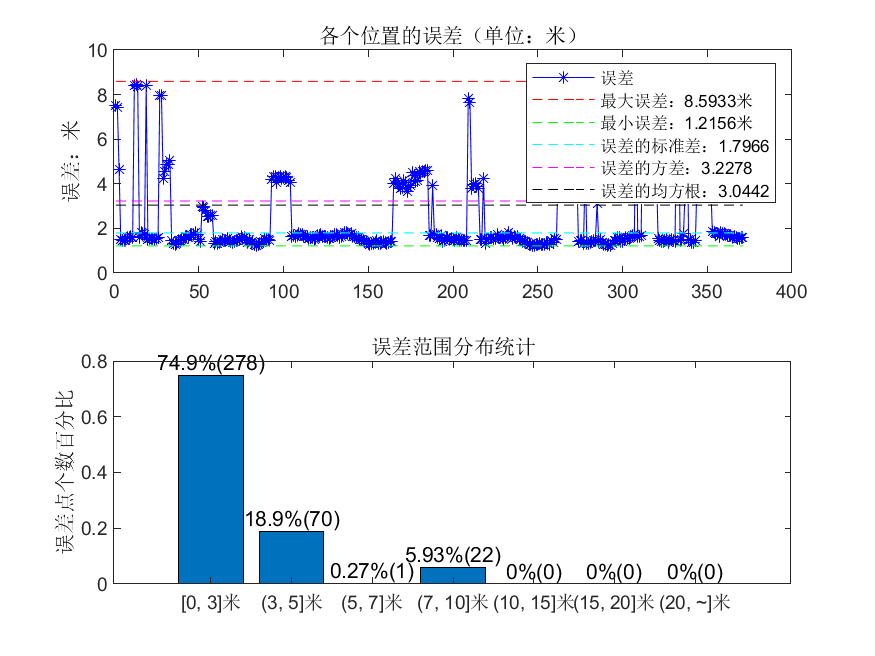 各个位置的误差（单位：米）
误差：米
10
8
6
4
2
0
0 50 100 150 200 250 300 350 400
误差
最大误差：8.5933米
最小误差：1.2156米
误差的标准差：1.7966
误差的方差：3.2278
误差的均方根：3.0442
误差范围分布统计
误差点个数百分比
0.8
0.6
0.4
0.2
0
74.9%(278)
18.9%(70)
0.27%(1)
5.93%(22)
0%(0)
0%(0)
0%(0)
[0, 3]米 (3, 5]米 (5, 7]米 (7, 10]米 (10, 15]米 (15, 20]米 (20, ~]米